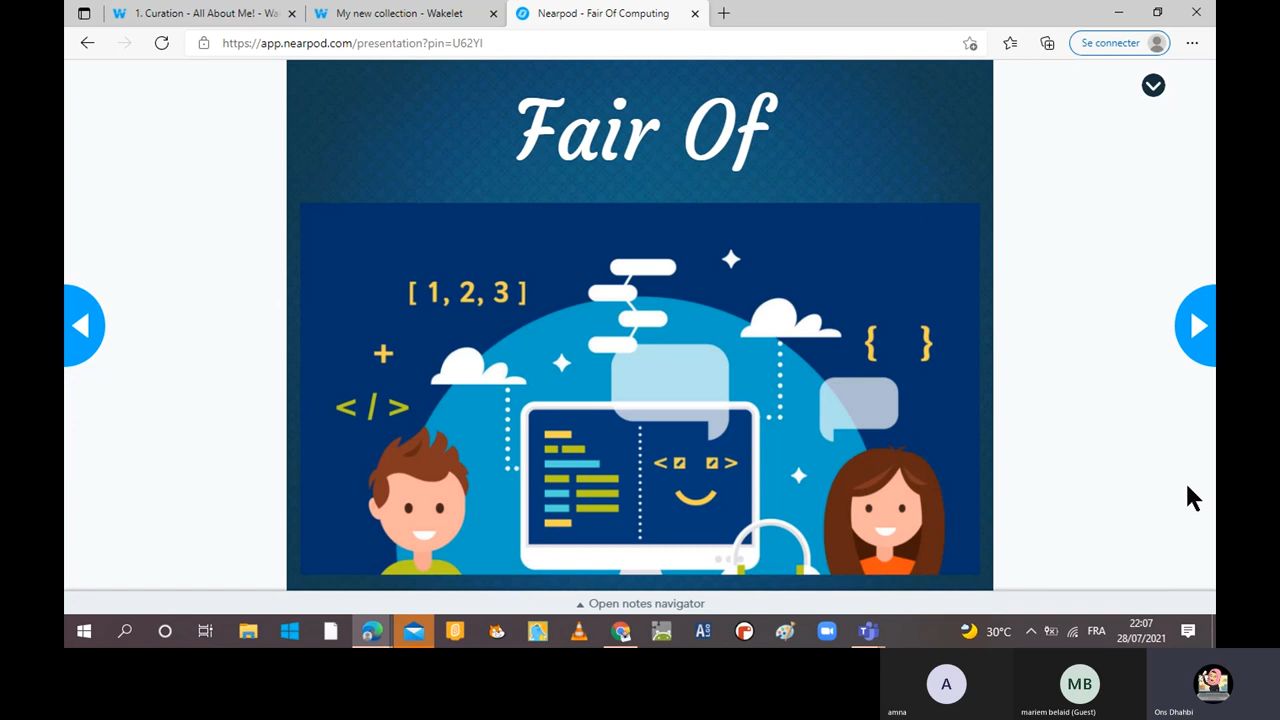 1. Curation - All About Me! - Wa
My new collection - Wakelet
Nearpod - Fair Of Computing
https://app.nearpod.com/presentation?pin=U62YI
Se connecter
Fair Of
[ 1, 2, 3 ]
+
{ }
< / >
< >
Open notes navigator
30°C
FRA
22:07
28/07/2021
A
MB
amna
mariem belaid (Guest)
Ons Dhahbi